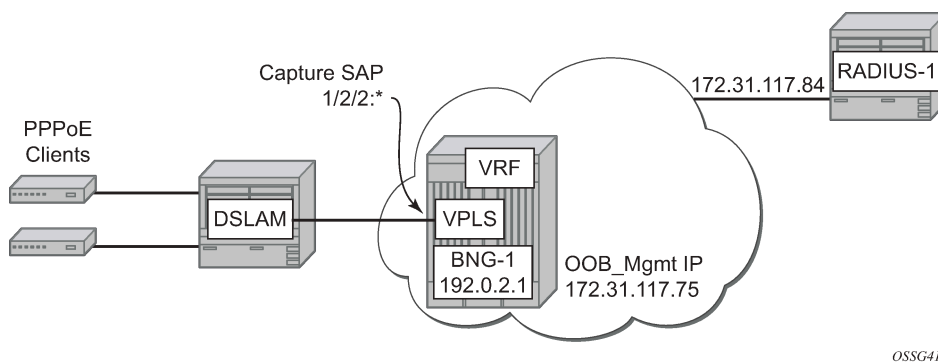 RADIUS-1
172.31.117.84
Capture SAP
1/2/2:*
PPPoE
Clients
DSLAM
VRF
VPLS
BNG-1
192.0.2.1
OOB_Mgmt IP
172.31.117.75